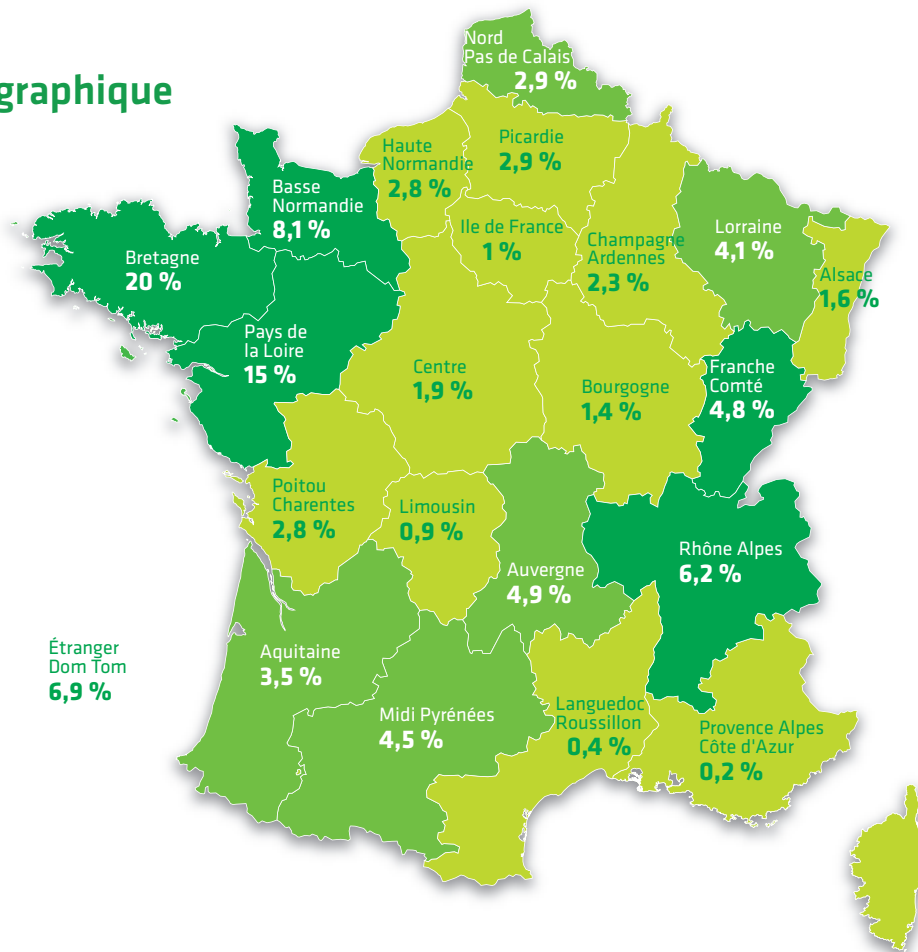 graphique
Nord
Pas de Calais
2,9 %
Picardie
2,9 %
Haute
Normandie
2,8 %
Basse
Normandie
8,1 %
Ile de France
1 %
Champagne
Ardennes
2,3 %
Lorraine
4,1 %
Alsace
1,6 %
Bretagne
20 %
Pays de
la Loire
15 %
Centre
1,9 %
Bourgogne
1,4 %
Franche
Comté
4,8 %
Poitou
Charentes
2,8 %
Limousin
0,9 %
Auvergne
4,9 %
Rhône Alpes
6,2 %
Étranger
Dom Tom
6,9 %
Aquitaine
3,5 %
Midi Pyrénées
4,5 %
Languedoc
Roussillon
0,4 %
Provence Alpes
Côte d'Azur
0,2 %